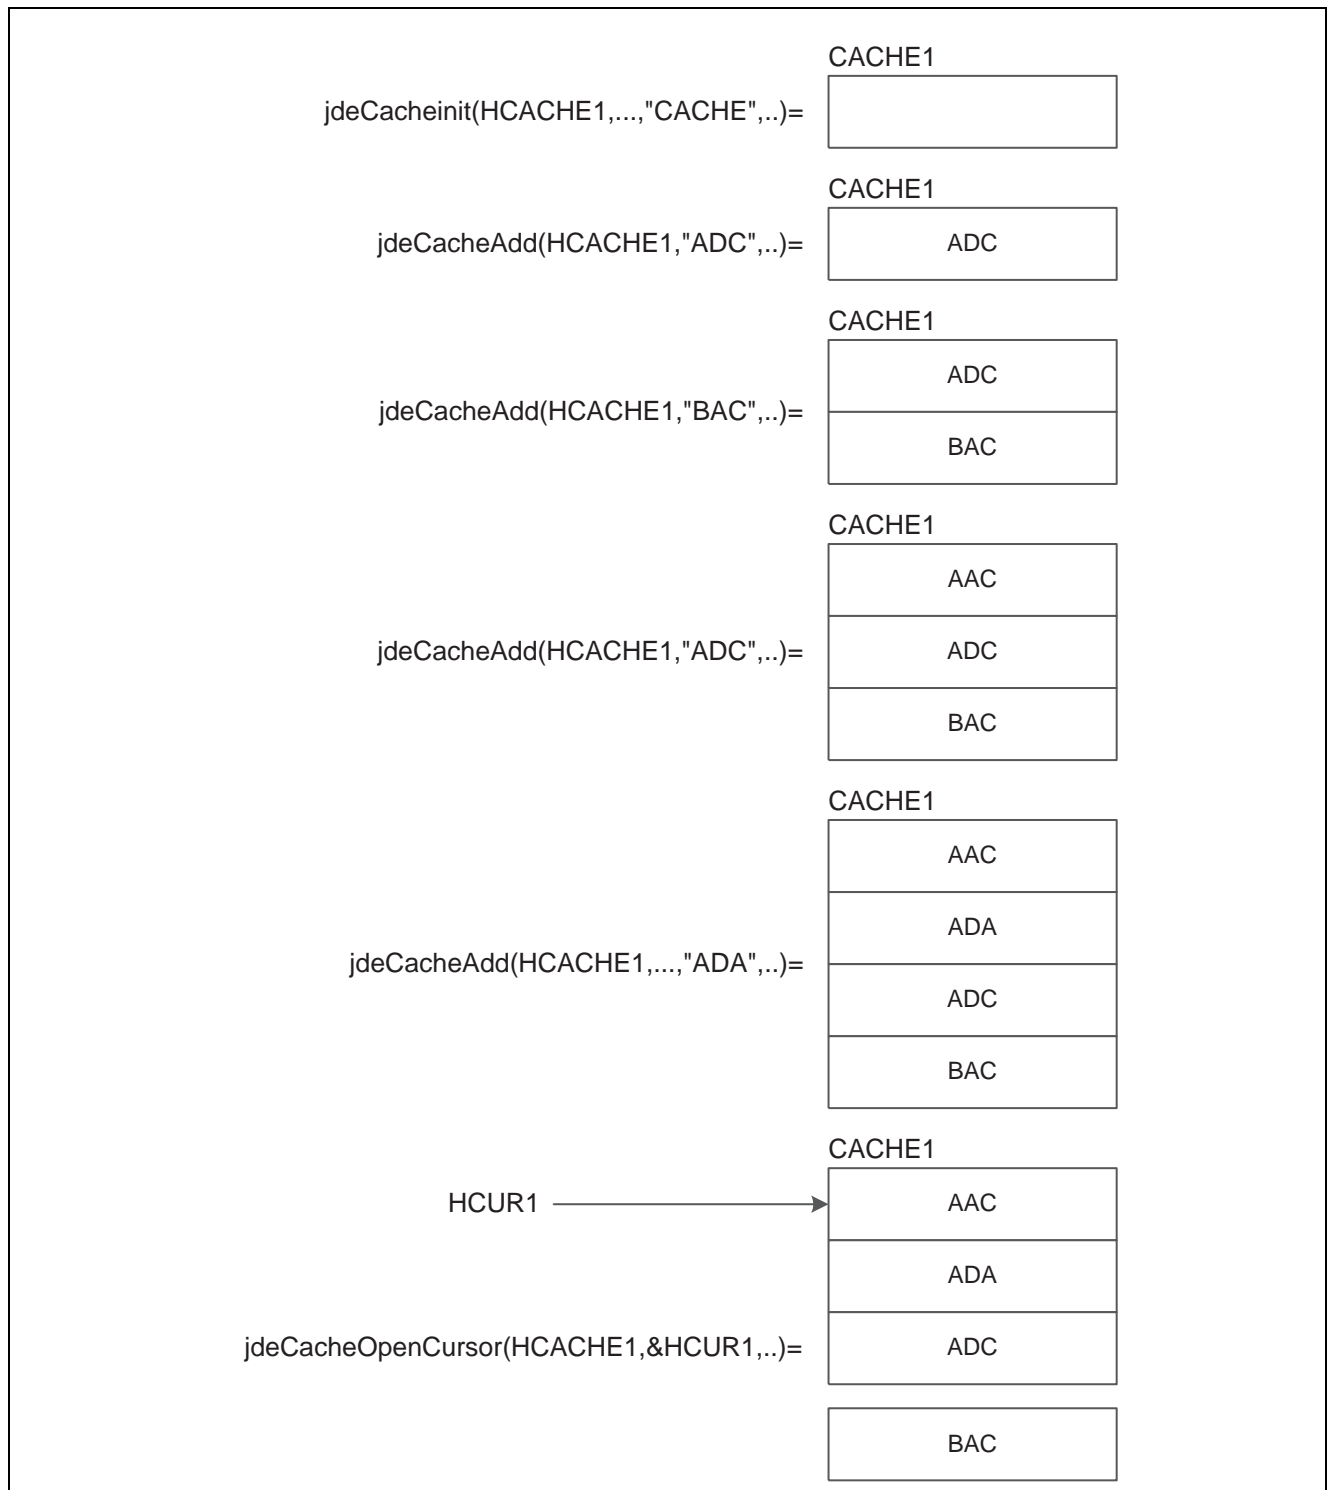 CACHE1
jdeCacheinit(HCACHE1,...,"CACHE",..)=
CACHE1
jdeCacheAdd(HCACHE1,"ADC",..)=
ADC
CACHE1
ADC
jdeCacheAdd(HCACHE1,"BAC",..)=
BAC
CACHE1
AAC
jdeCacheAdd(HCACHE1,"ADC",..)=
ADC
BAC
CACHE1
AAC
ADA
jdeCacheAdd(HCACHE1,...,"ADA",..)=
ADC
BAC
CACHE1
HCUR1
AAC
ADA
jdeCacheOpenCursor(HCACHE1,&HCUR1,..)=
ADC
BAC